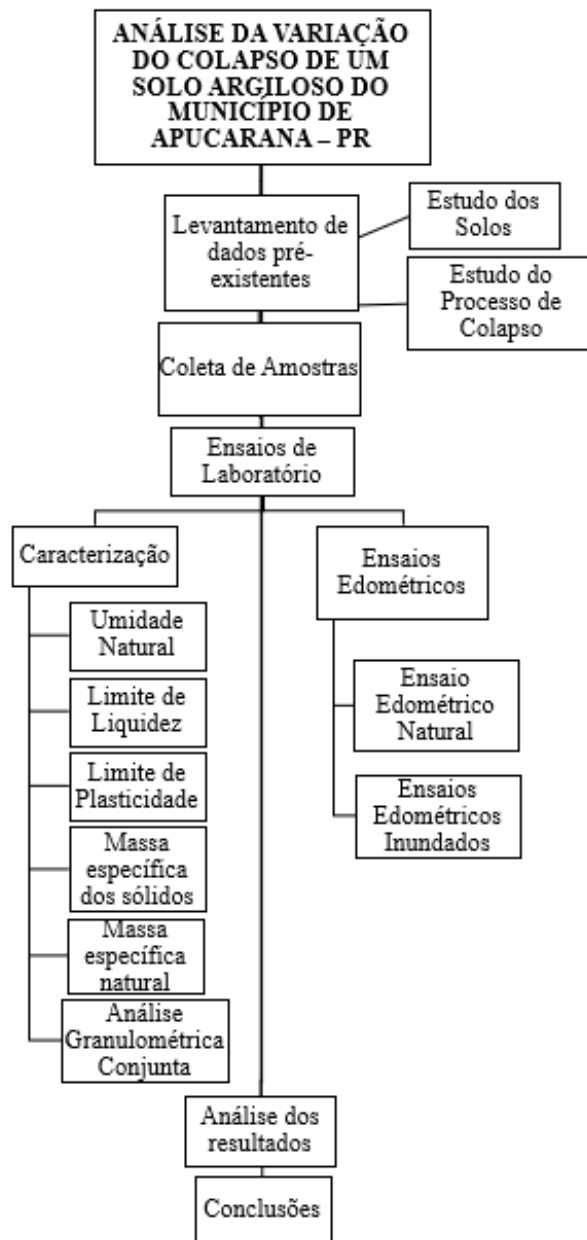 ANÁLISE DA VARIAÇÃO
DO COLAPSO DE UM
SOLO ARGILOSO DO
MUNICÍPIO DE
APUCARANA – PR
Levantamento de
dados pré-
existentes
Estudo dos
Solos
Estudo do
Processo de
Colapso
Coleta de Amostras
Ensaios de
Laboratório
Caracterização
Umidade
Natural
Limite de
Liquidez
Limite de
Plasticidade
Massa
específica
dos sólidos
Massa
específica
natural
Análise
Granulométrica
Conjunta
Ensaios
Edométricos
Ensaio
Edométrico
Natural
Ensaios
Edométricos
Inundados
Análise dos
resultados
Conclusões